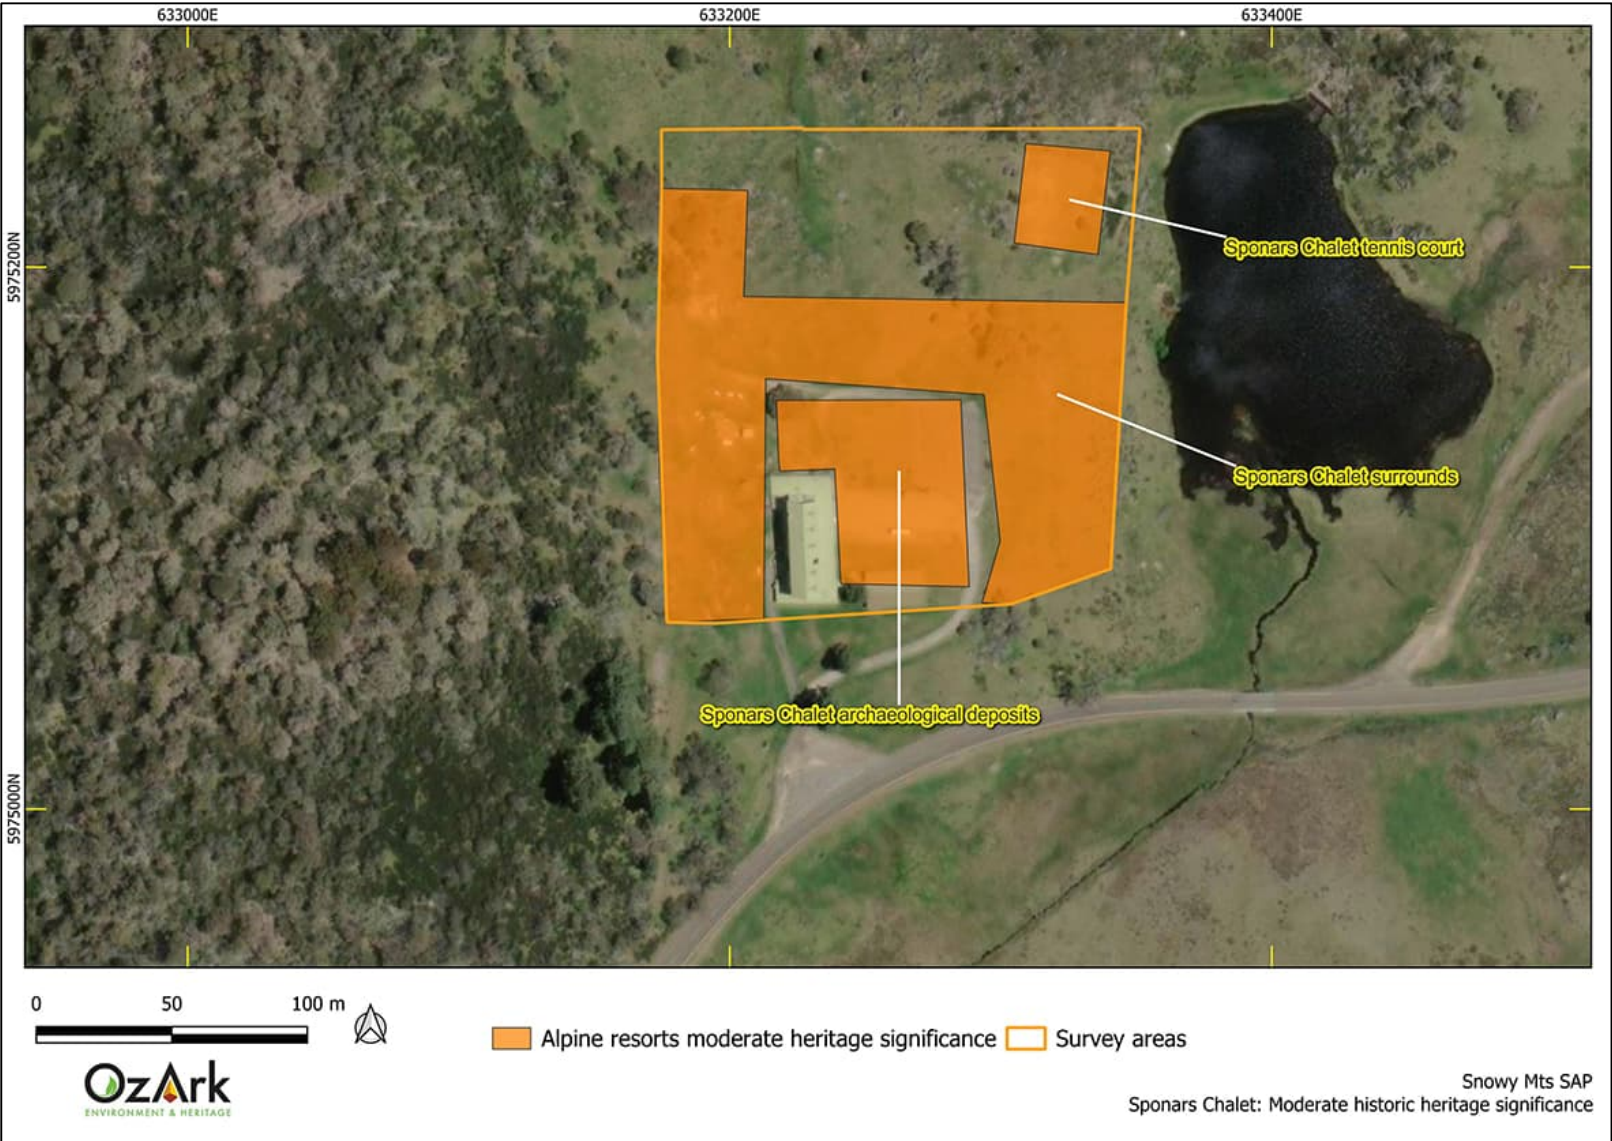 633000E
633200E
633400E
5975200N
Sponars Chalet tennis court
Sponars Chalet surrounds
Sponars Chalet archaeological deposits
5975000N
0 50 100 m
Alpine resorts moderate heritage significance
Survey areas
OzArk
ENVIRONMENT & HERITAGE
Snowy Mts SAP
Sponars Chalet: Moderate historic heritage significance